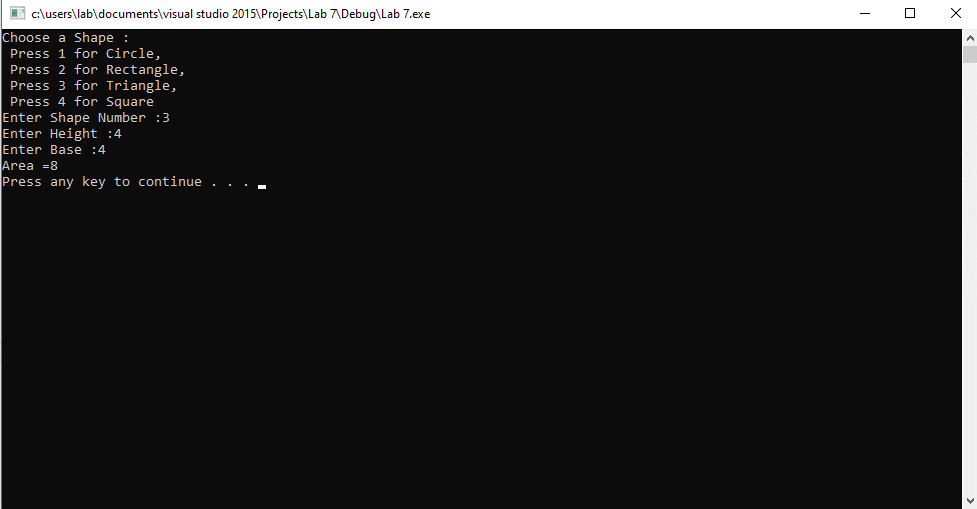 c:\users\lab\documents\visual studio 2015\Projects\Lab 7\Debug\Lab 7.exe
Choose a Shape :
 Press 1 for Circle,
 Press 2 for Rectangle,
 Press 3 for Triangle,
 Press 4 for Square
Enter Shape Number :3
Enter Height :4
Enter Base :4
Area =8
Press any key to continue . . .